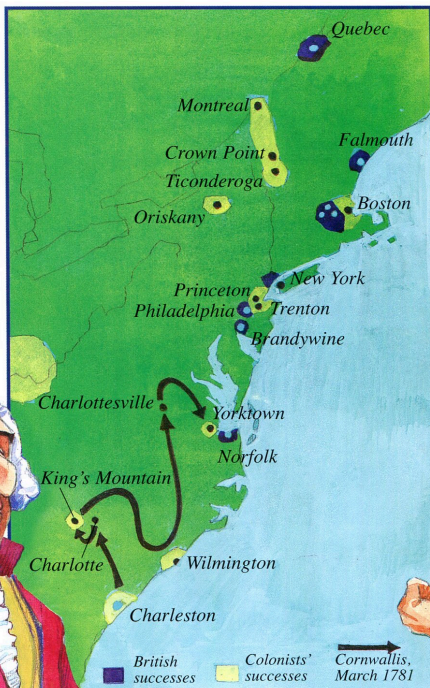 Quebec
Montreal
Falmouth
Crown Point
Ticonderoga
Oriskany
Boston
New York
Princeton
Philadelphia
Trenton
Brandywine
Charlottesville
Yorktown
Norfolk
King's Mountain
Charlotte
Wilmington
Charleston
British
successes
Colonists'
successes
Cornwallis,
March 1781